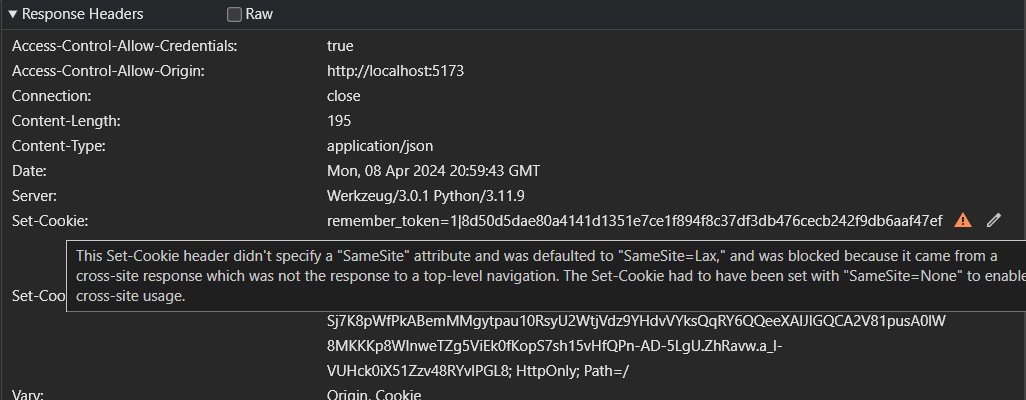 Response Headers Raw
Access-Control-Allow-Credentials: true
Access-Control-Allow-Origin: http://localhost:5173
Connection: close
Content-Length: 195
Content-Type: application/json
Date: Mon, 08 Apr 2024 20:59:43 GMT
Server: Werkzeug/3.0.1 Python/3.11.9
Set-Cookie: remember_token=1|8d50d5dae80a4141d1351e7ce1f894f8c37df3db476cecb242f9db6aaf47ef
This Set-Cookie header didn't specify a "SameSite" attribute and was defaulted to "SameSite=Lax," and was blocked because it came from a
cross-site response which was not the response to a top-level navigation. The Set-Cookie had to have been set with "SameSite=None" to enable
Set-Coo cross-site usage.
Sj7K8pWfPkABemMMgytpau10RsyU2WtjVdz9YHdvVYksQqRY6QQeeXAIJIGQCA2V81pusA0lW
8MKKKp8WInweTZg5ViEk0fKopS7sh15vHfQPn-AD-5LgU.ZhRavw.a_l-
VUHck0iX51Zzv48RYvIPGL8; HttpOnly; Path=/
Vary: Origin, Cookie